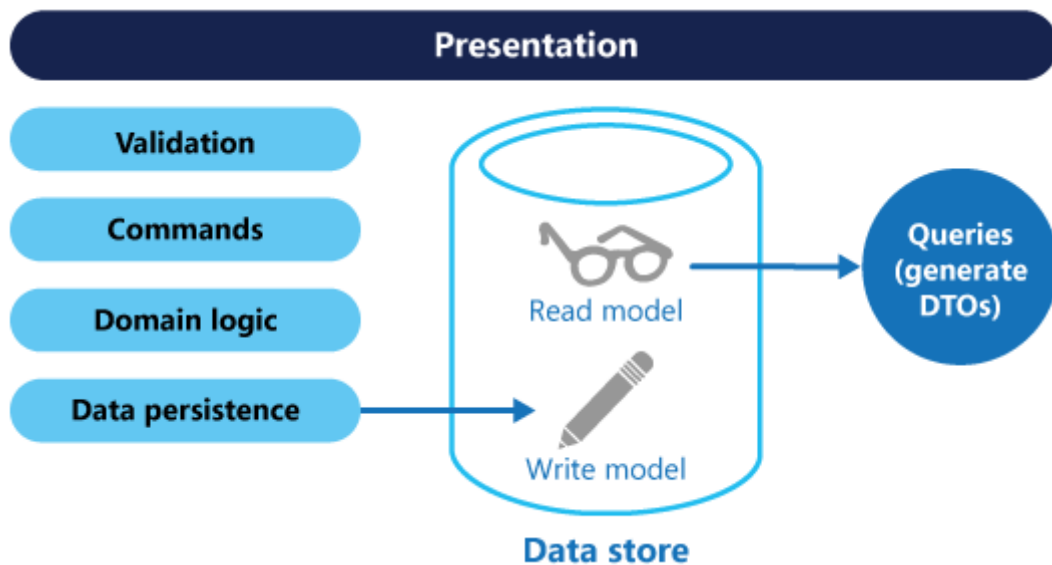 Presentation
Validation
Commands
Domain logic
Data persistence
Read model
Write model
Data store
Queries
(generate
DTOs)